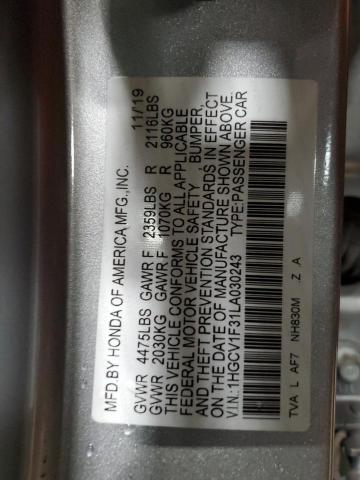 MFD.BY HONDA OF AMERICA MFG.,INC. 11/19
GVWR 4475LBS GAWR F 2359LBS R 2116LBS
GVWR 2030KG GAWR F 1070KG R 960KG
THIS VEHICLE CONFORMS TO ALL APPLICABLE
FEDERAL MOTOR VEHICLE SAFETY , BUMPER,
AND THEFT PREVENTION STANDARDS IN EFFECT
ON THE DATE OF MANUFACTURE SHOWN ABOVE.
V.I.N.:1HGCV1F31LA030243 TYPE:PASSENGER CAR
TVA L AF7 NH830M Z A